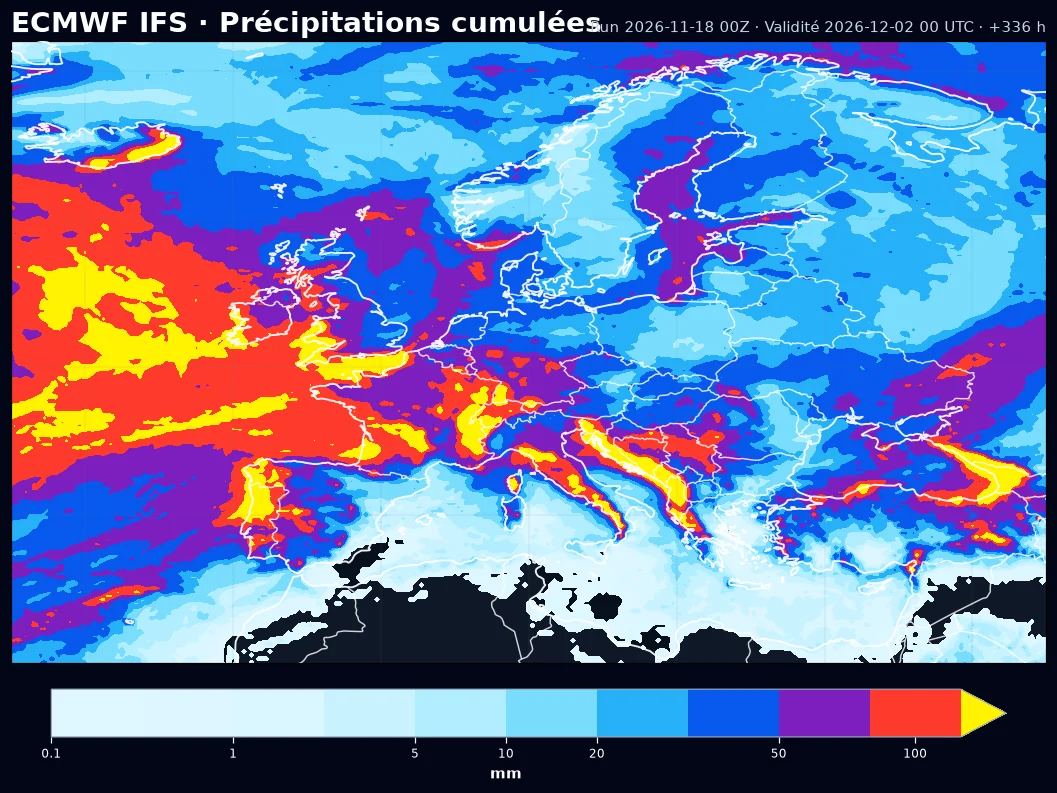 ECMWF IFS · Précipitations cumulées
Run 2026-11-18 00Z · Validité 2026-12-02 00 UTC · +336 h
0.1 1 5 10 20 50 100
mm